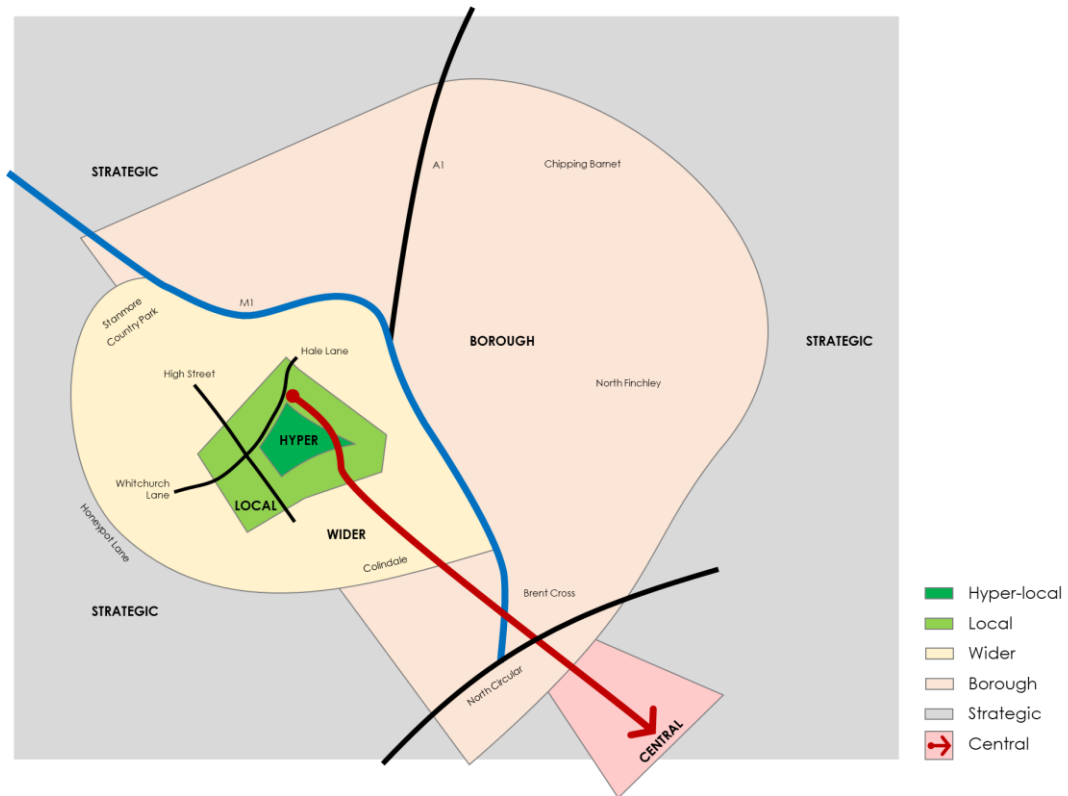 STRATEGIC
A1
Chipping Barnet
M1
Stanmore
Country Park
BOROUGH
STRATEGIC
Hale Lane
High Street
North Finchley
HYPER
Whitchurch
Lane
LOCAL
Honeypot Lane
WIDER
Colindale
STRATEGIC
Brent Cross
North Circular
CENTRAL
Hyper-local
Local
Wider
Borough
Strategic
Central